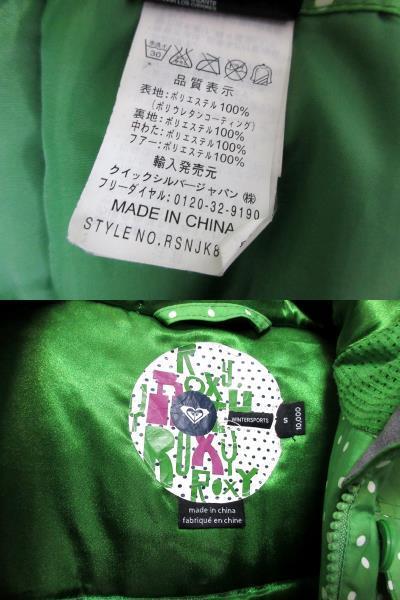 30
品質表示
表地:ポリエステル100%
(ポリウレタンコーティング)
裏地:ポリエステル100%
中わた:ポリエステル100%
ファー:ポリエステル100%
輸入発売元
クイックシルバージャパン(株)
フリーダイヤル:0120-32-9190
MADE IN CHINA
STYLE NO.RSNJK8
ROXY
RUXY
ROXY
WINTERSPORTS
S
10,000
made in china
fabriqué en chine